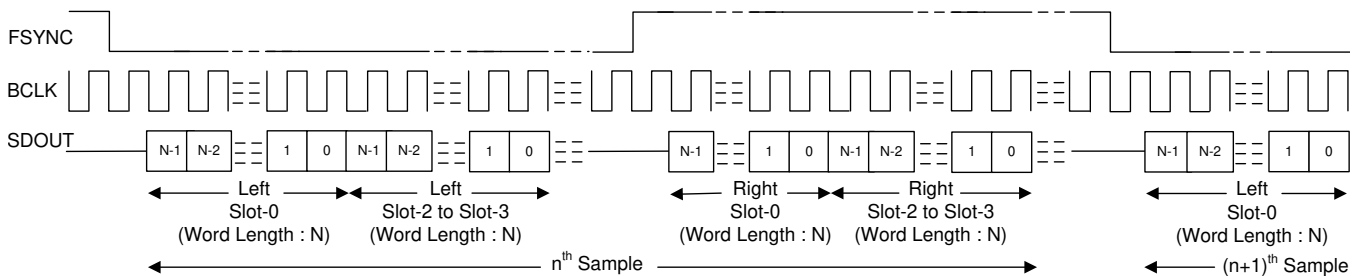 FSYNC
BCLK
SDOUT
N-1 N-2 1 0 N-1 N-2 1 0 N-1 1 0 N-1 N-2 1 0 N-1 N-2 1 0
Left Left Right Right Left
Slot-0 Slot-2 to Slot-3 Slot-0 Slot-2 to Slot-3 Slot-0
(Word Length : N) (Word Length : N) (Word Length : N) (Word Length : N) (Word Length : N)
nth Sample (n+1)th Sample